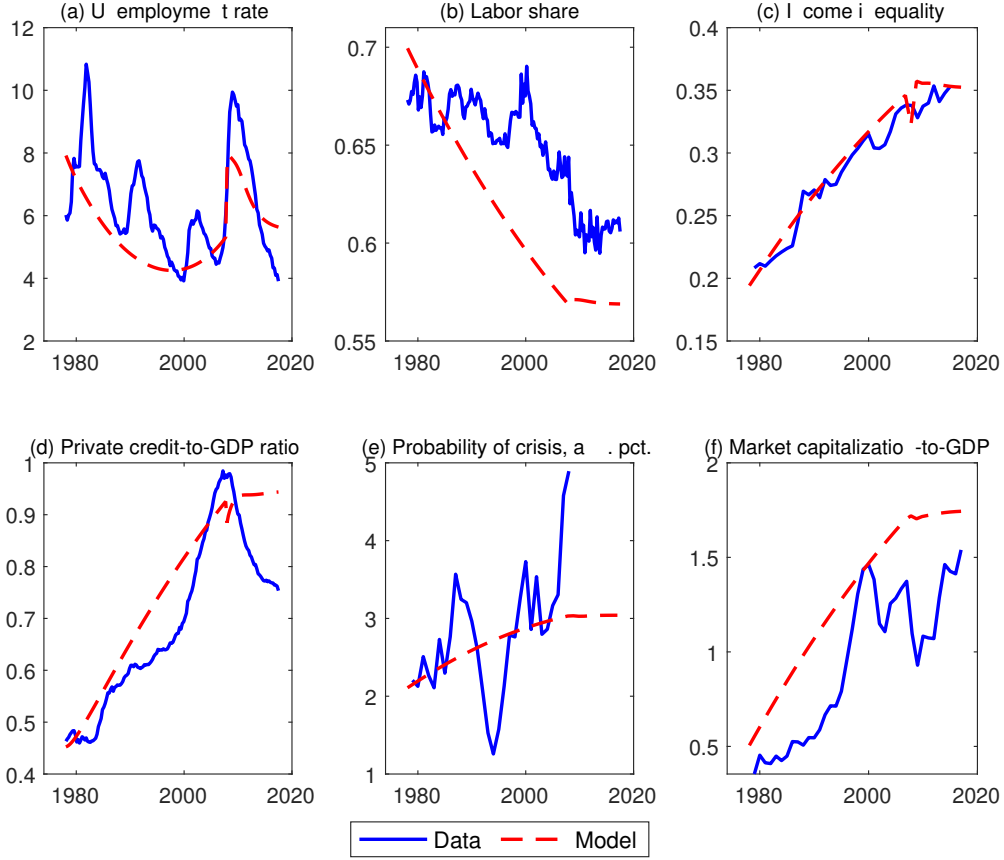 (a) U employme t rate
(b) Labor share
(c) I come i equality
12
10
8
6
4
2
1980 2000 2020
0.7
0.65
0.6
0.55
1980 2000 2020
0.4
0.35
0.3
0.25
0.2
0.15
1980 2000 2020
(d) Private credit-to-GDP ratio
(e) Probability of crisis, a . pct.
(f) Market capitalizatio -to-GDP
1
0.9
0.8
0.7
0.6
0.5
0.4
1980 2000 2020
5
4
3
2
1
1980 2000 2020
2
1.5
1
0.5
1980 2000 2020
Data Model